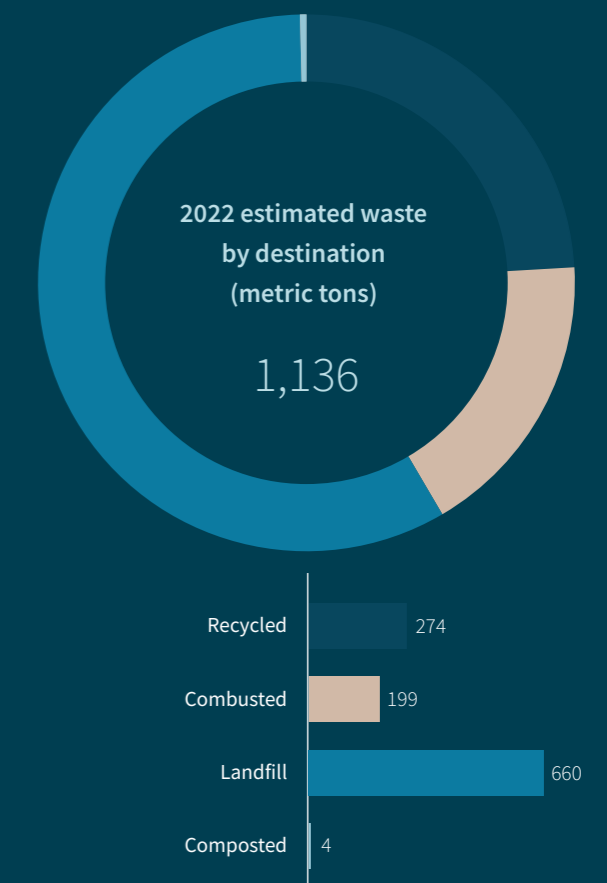 2022 estimated waste
by destination
(metric tons)
1,136
Recycled 274
Combusted 199
Landfill 660
Composted 4